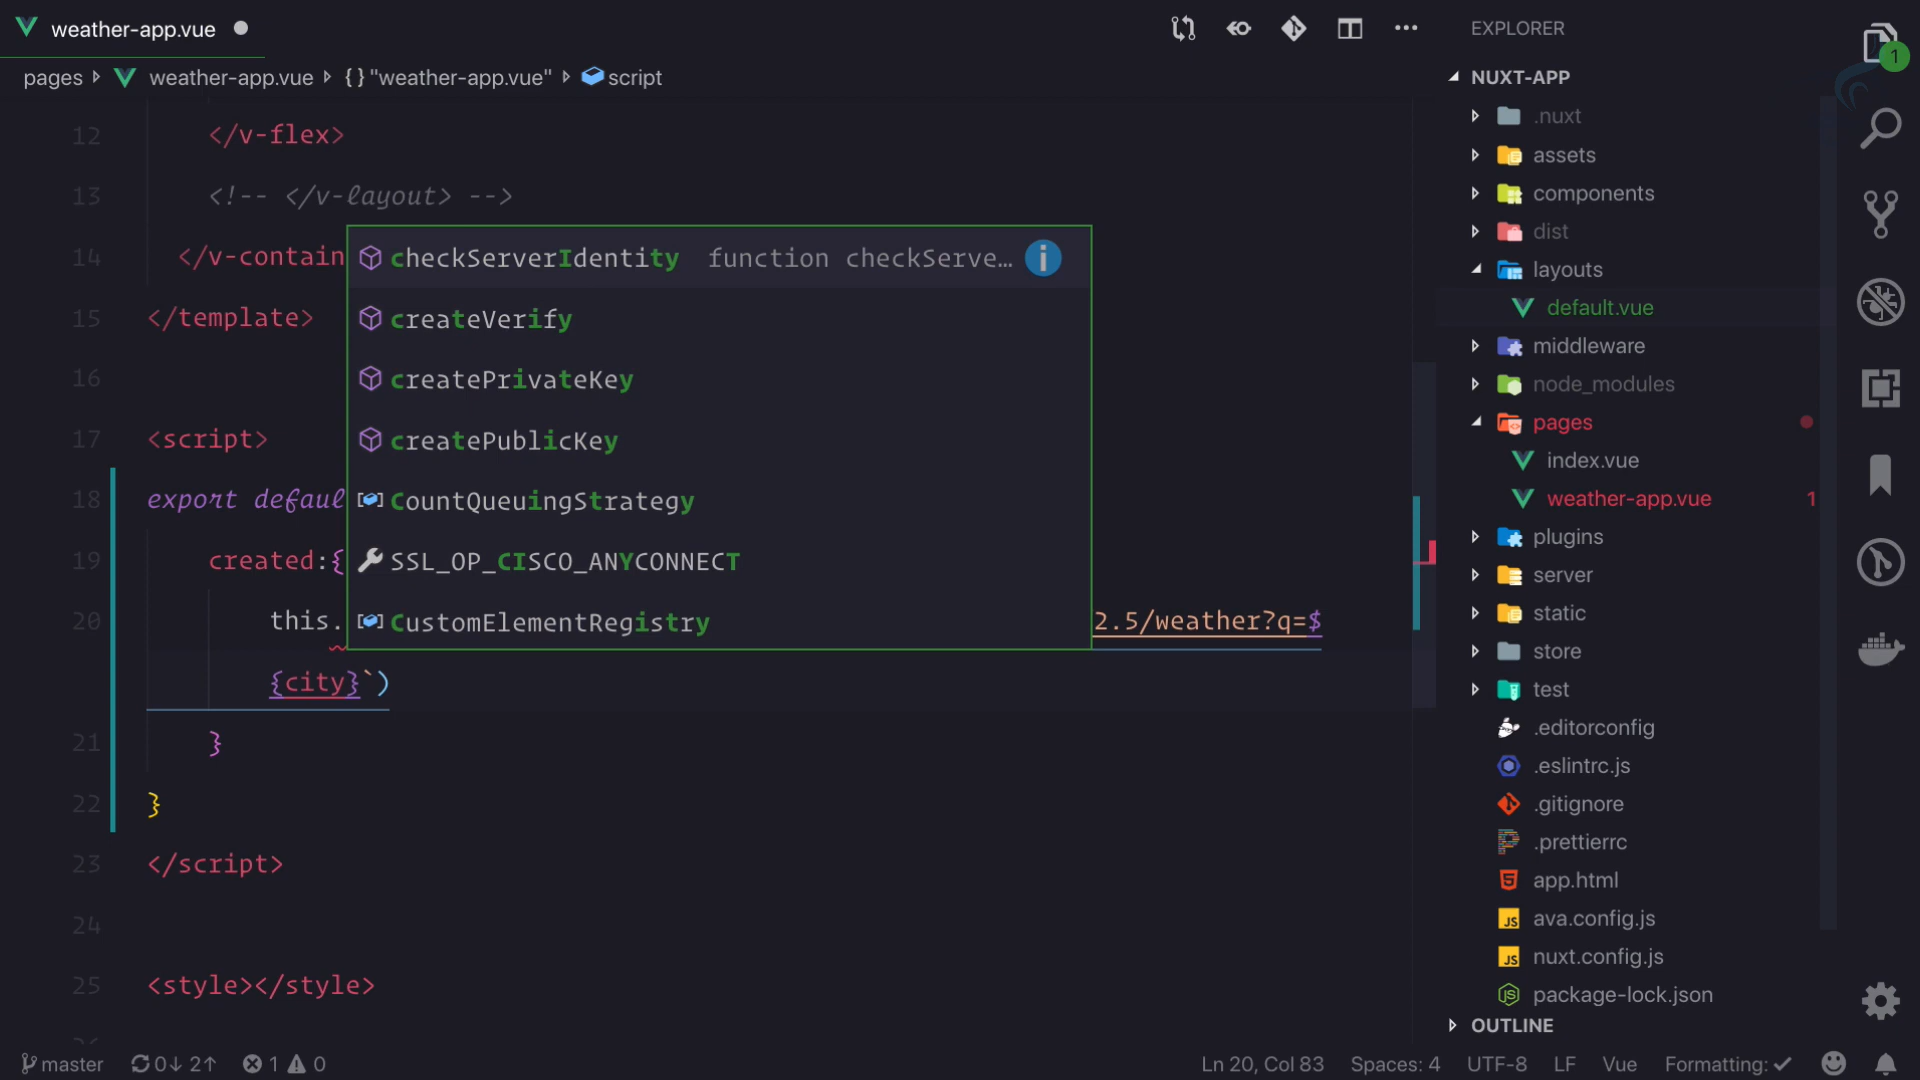 weather-app.vue
EXPLORER
pages weather-app.vue {} "weather-app.vue" script
NUXT-APP
12 </v-flex>
13 <!-- </v-layout> -->
14 </v-contain
15 </template>
16
17 <script>
18 export defaul
19 created:{
20 this.
2.5/weather?q=$
{city}`)
21 }
22 }
23 </script>
24
25 <style></style>
checkServerIdentity function checkServe…
createVerify
createPrivateKey
createPublicKey
CountQueuingStrategy
SSL_OP_CISCO_ANYCONNECT
CustomElementRegistry
.nuxt
assets
components
dist
layouts
default.vue
middleware
node_modules
pages
index.vue
weather-app.vue 1
plugins
server
static
store
test
.editorconfig
.eslintrc.js
.gitignore
.prettierrc
app.html
ava.config.js
nuxt.config.js
package-lock.json
OUTLINE
1
master 0↓ 2↑ 1 0
Ln 20, Col 83 Spaces: 4 UTF-8 LF Vue Formatting: ✓